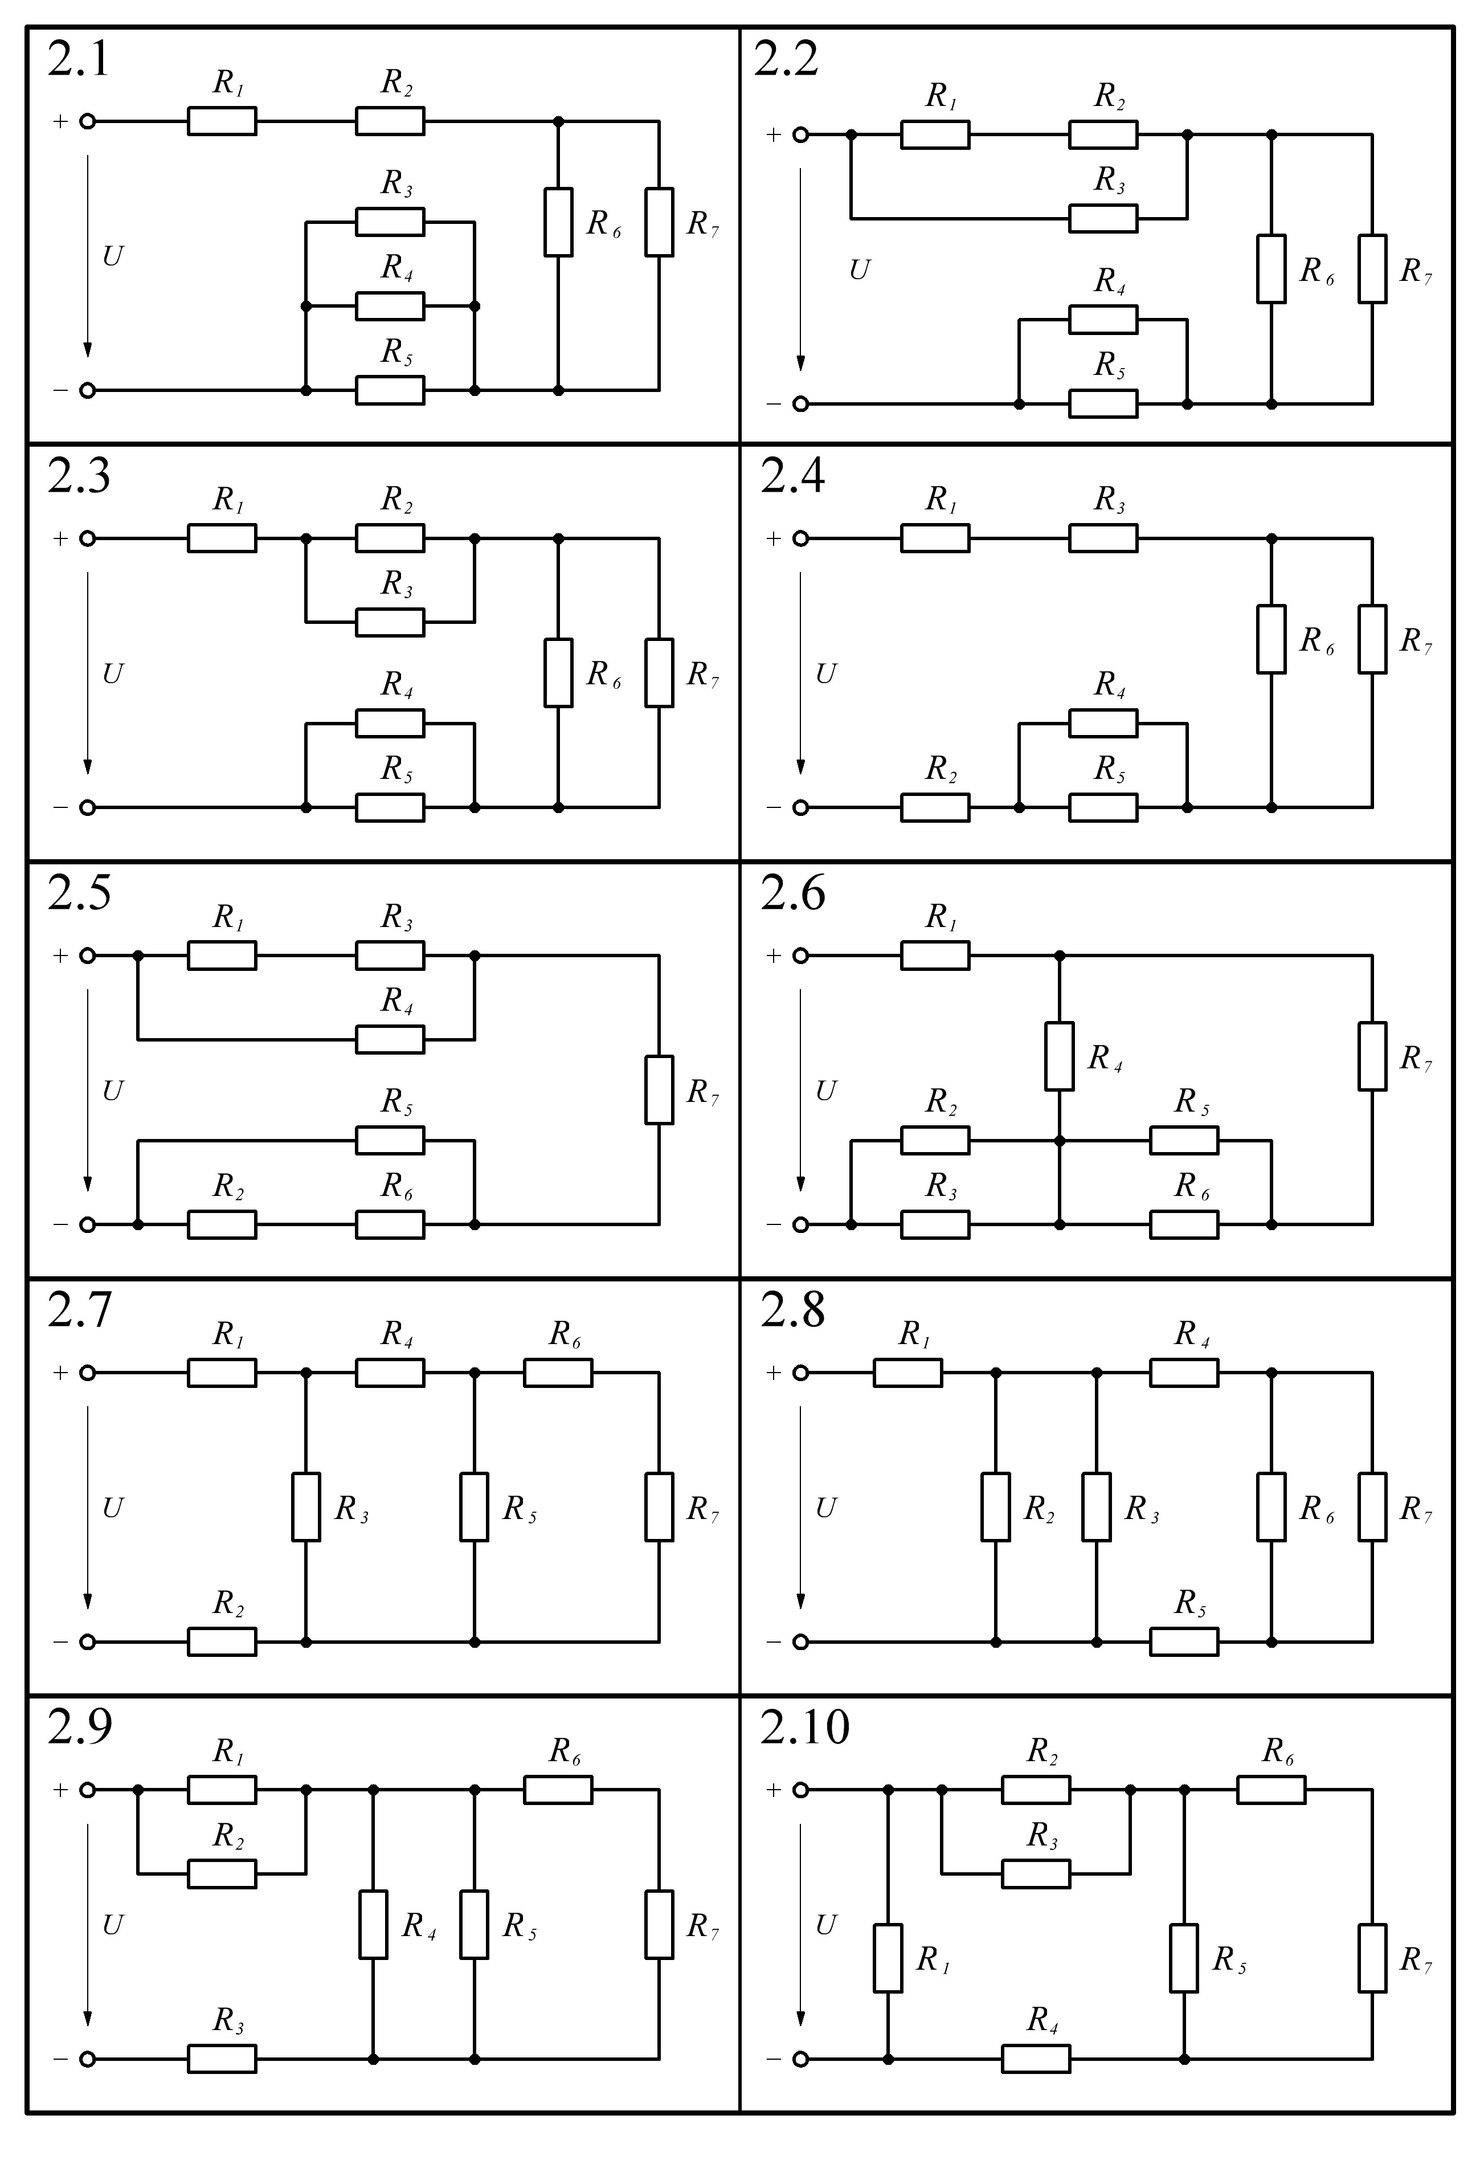 2.1
R1 R2
+
R3
U R4 R6 R7
R5
−
2.2
R1 R2
+
R3
U R6 R7
R4
R5
−
2.3
R1 R2
+
R3
U R6 R7
R4
R5
−
2.4
R1 R3
+
U R6 R7
R4
R2 R5
−
2.5
R1 R3
+
R4
U R7
R5
R2 R6
−
2.6
R1
+
U R4 R7
R2 R5
R3 R6
−
2.7
R1 R4 R6
+
U R3 R5 R7
R2
−
2.8
R1 R4
+
U R2 R3 R6 R7
R5
−
2.9
R1 R6
+
R2
U R4 R5 R7
R3
−
2.10
R2 R6
+
R3
U R1 R5 R7
R4
−